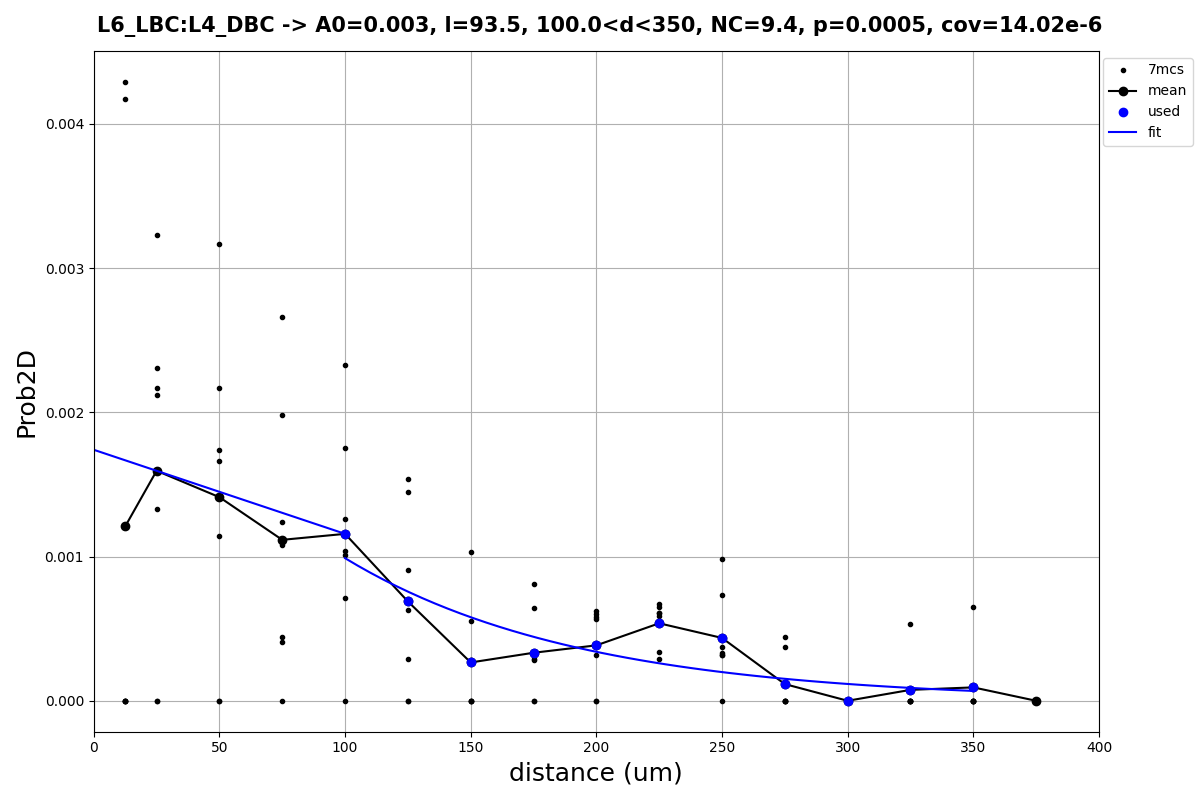 L6_LBC:L4_DBC -> A0=0.003, l=93.5, 100.0<d<350, NC=9.4, p=0.0005, cov=14.02e-6
7mcs
mean
used
fit
0.004
0.003
0.002
0.001
0.000
Prob2D
0 50 100 150 200 250 300 350 400
distance (um)